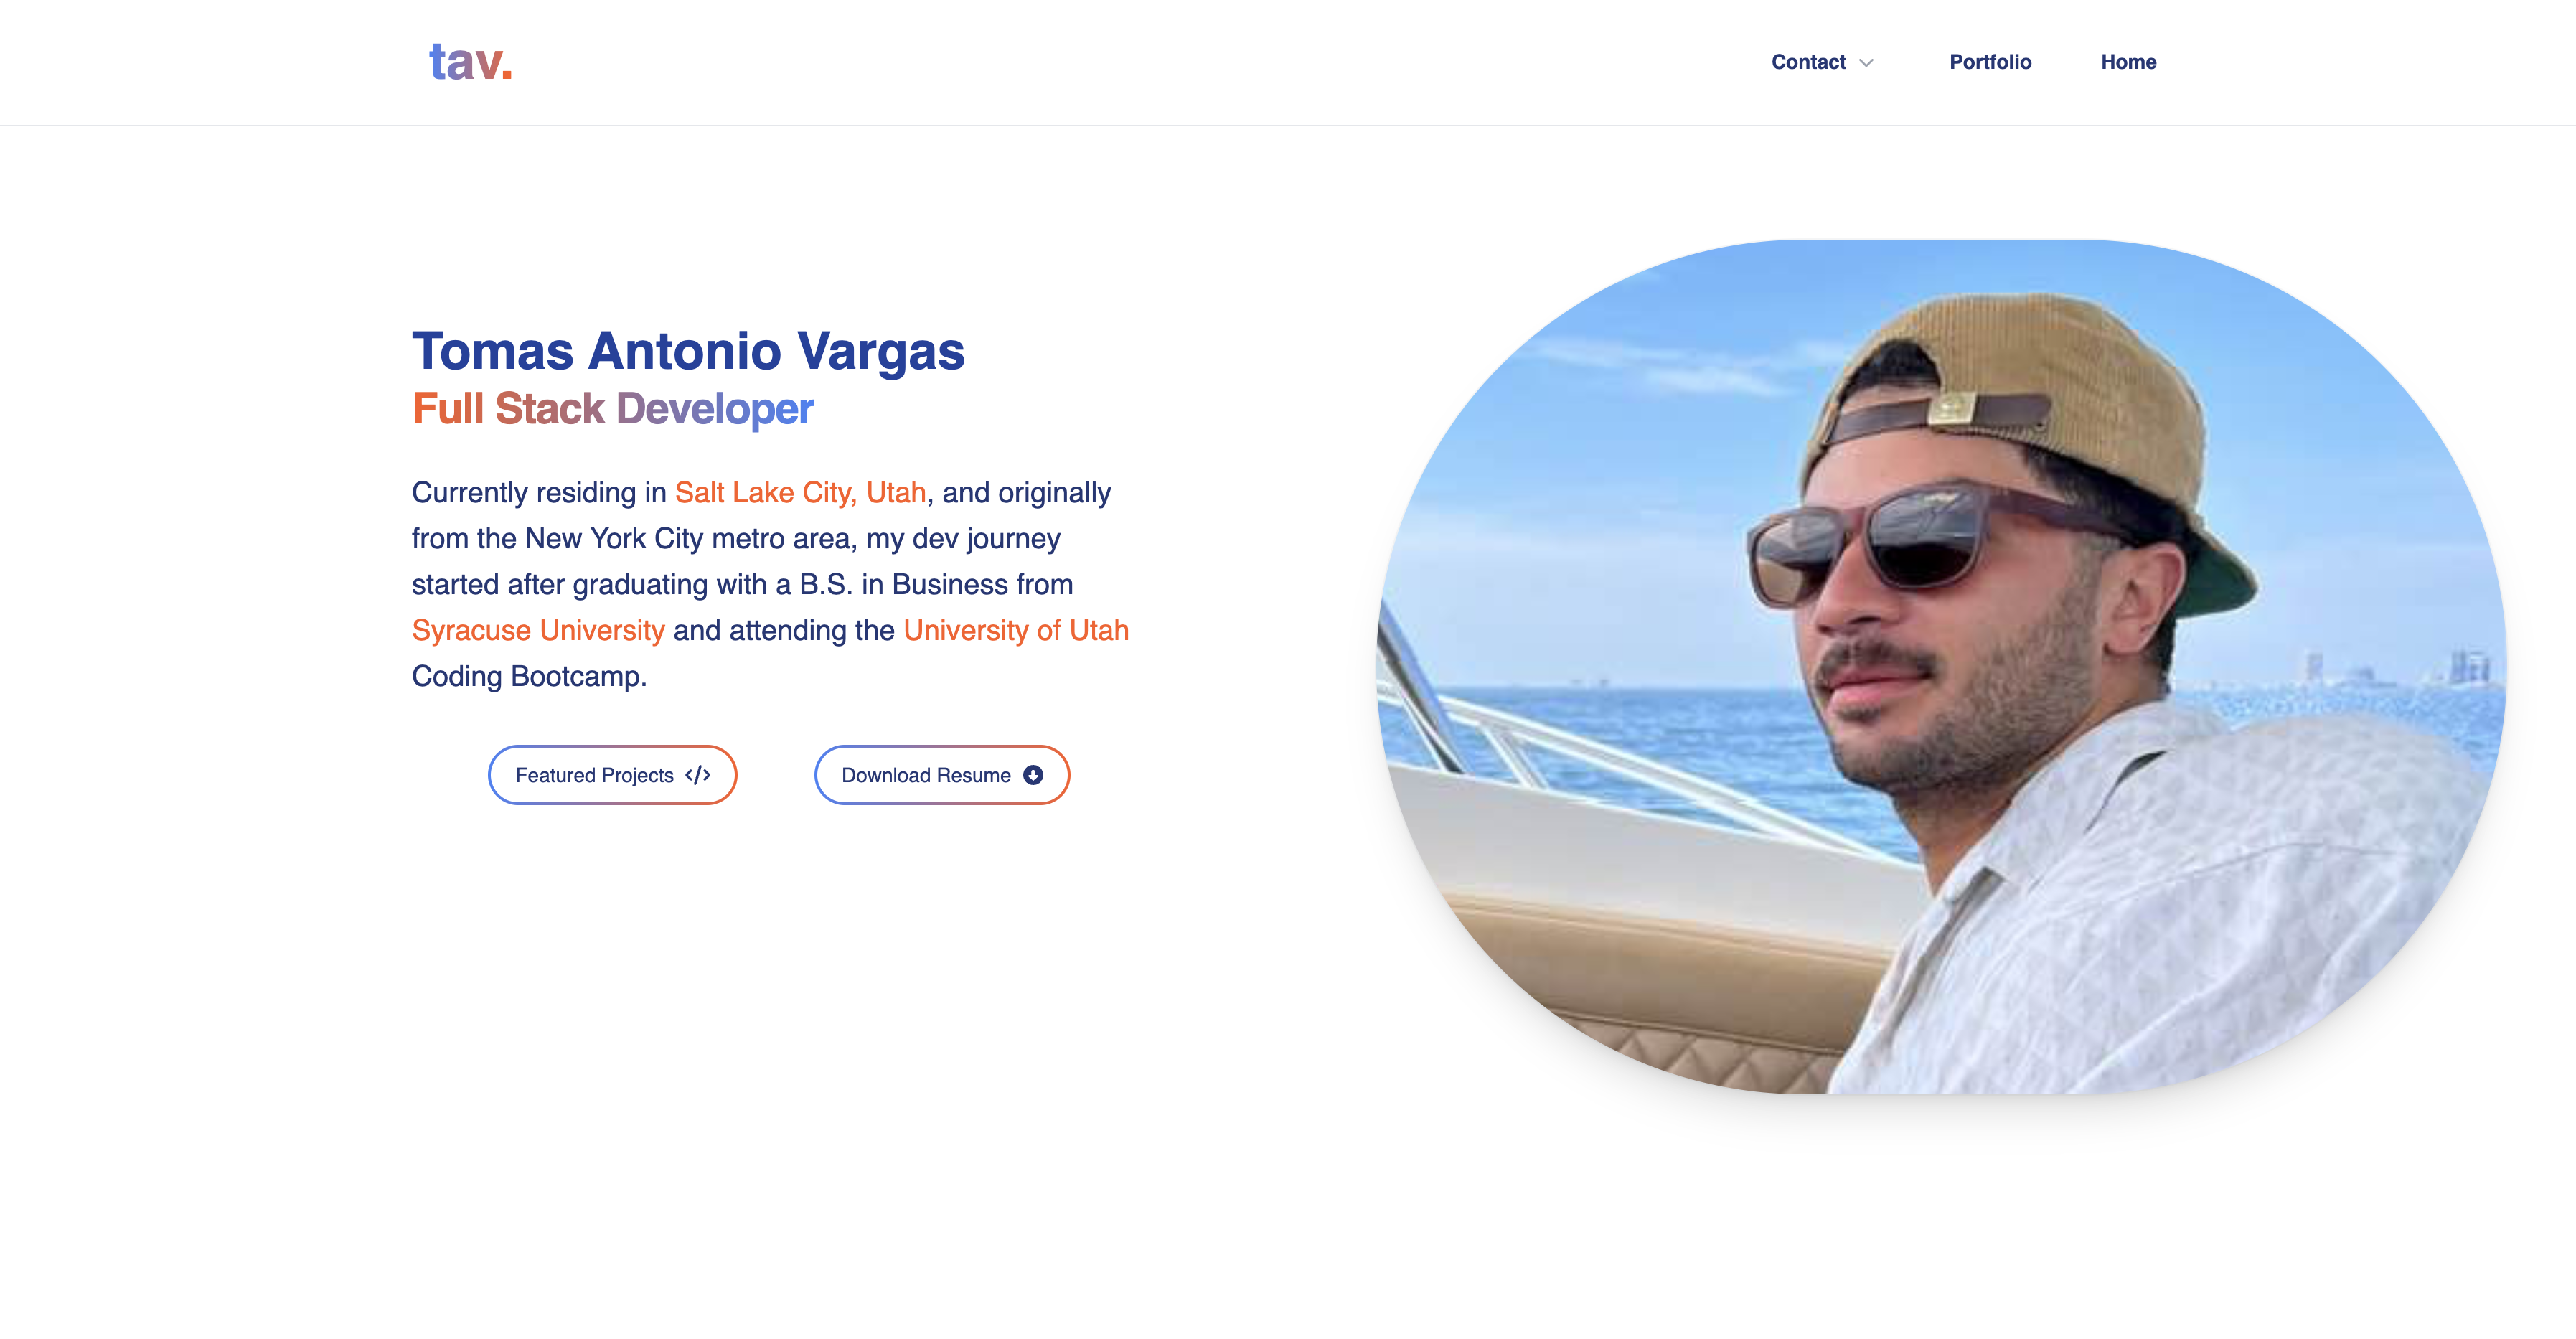 tav.
Contact
Portfolio
Home
Tomas Antonio Vargas
Full Stack Developer
Currently residing in Salt Lake City, Utah, and originally
from the New York City metro area, my dev journey
started after graduating with a B.S. in Business from
Syracuse University and attending the University of Utah
Coding Bootcamp.
Featured Projects </>
Download Resume